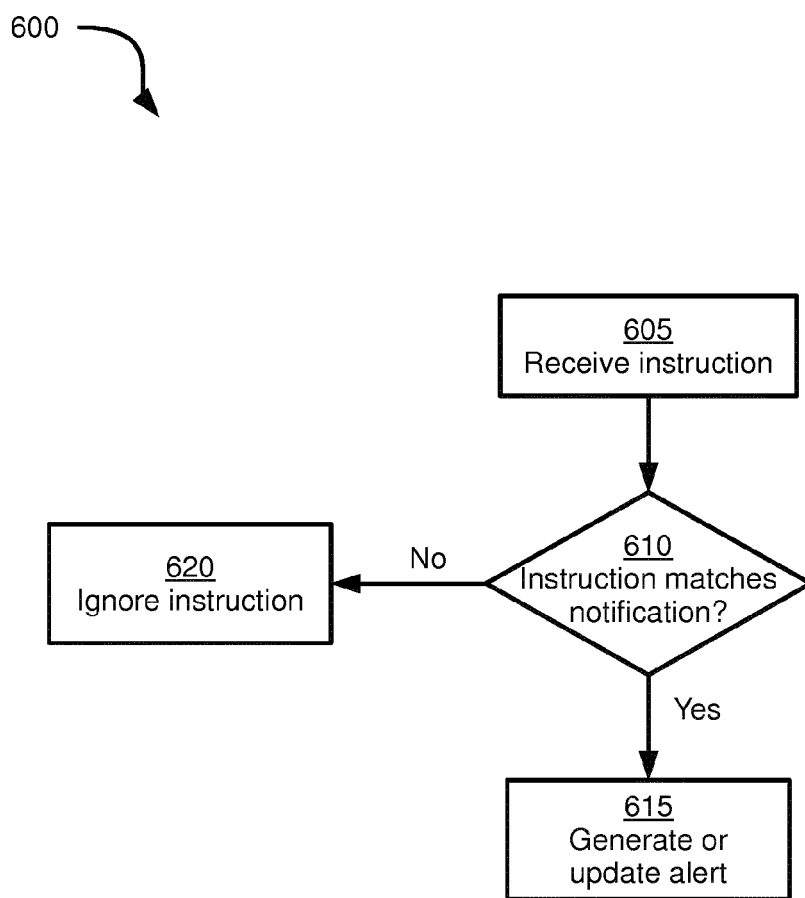 600
605
Receive instruction
610
Instruction matches
notification?
No
620
Ignore instruction
Yes
615
Generate or
update alert